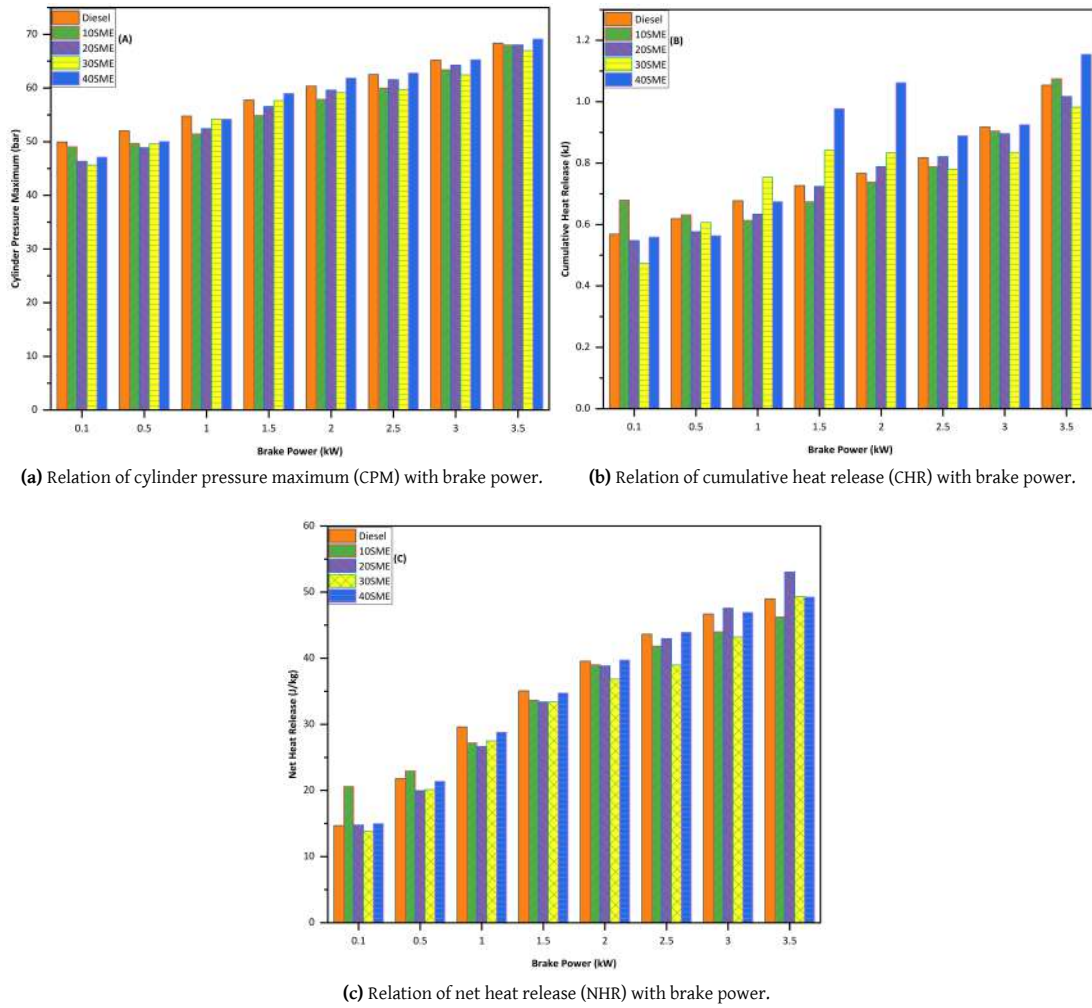 Diesel
10SME
20SME
30SME
40SME
(A)
70
60
50
40
30
20
10
0
Cylinder Pressure Maximum (bar)
0.1 0.5 1 1.5 2 2.5 3 3.5
Brake Power (kW)
(a) Relation of cylinder pressure maximum (CPM) with brake power.
Diesel
10SME
20SME
30SME
40SME
(B)
1.2
1.0
0.8
0.6
0.4
0.2
0.0
Cumulative Heat Release (kJ)
0.1 0.5 1 1.5 2 2.5 3 3.5
Brake Power (kW)
(b) Relation of cumulative heat release (CHR) with brake power.
Diesel
10SME
20SME
30SME
40SME
(C)
60
50
40
30
20
10
0
Net Heat Release (J/kg)
0.1 0.5 1 1.5 2 2.5 3 3.5
Brake Power (kW)
(c) Relation of net heat release (NHR) with brake power.